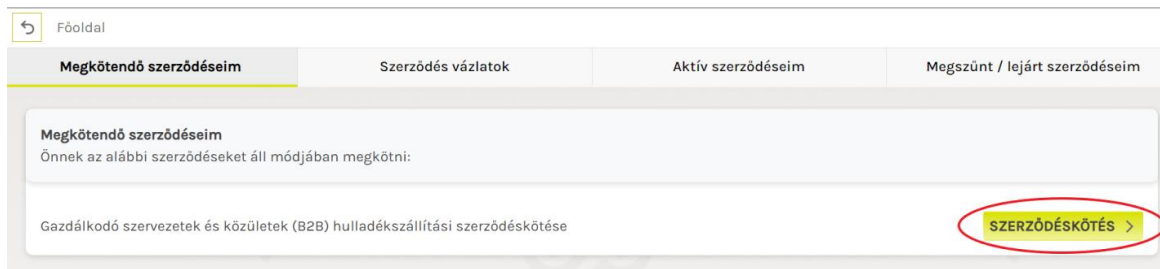 Főoldal
Megkötendő szerződéseim Szerződés vázlatok Aktív szerződéseim Megszünt / lejárt szerződéseim
Megkötendő szerződéseim
Önnek az alábbi szerződéseket áll módjában megkötni:
Gazdálkodó szervezetek és közületek (B2B) hulladékszállítási szerződéskötése SZERZŐDÉSKÖTÉS >